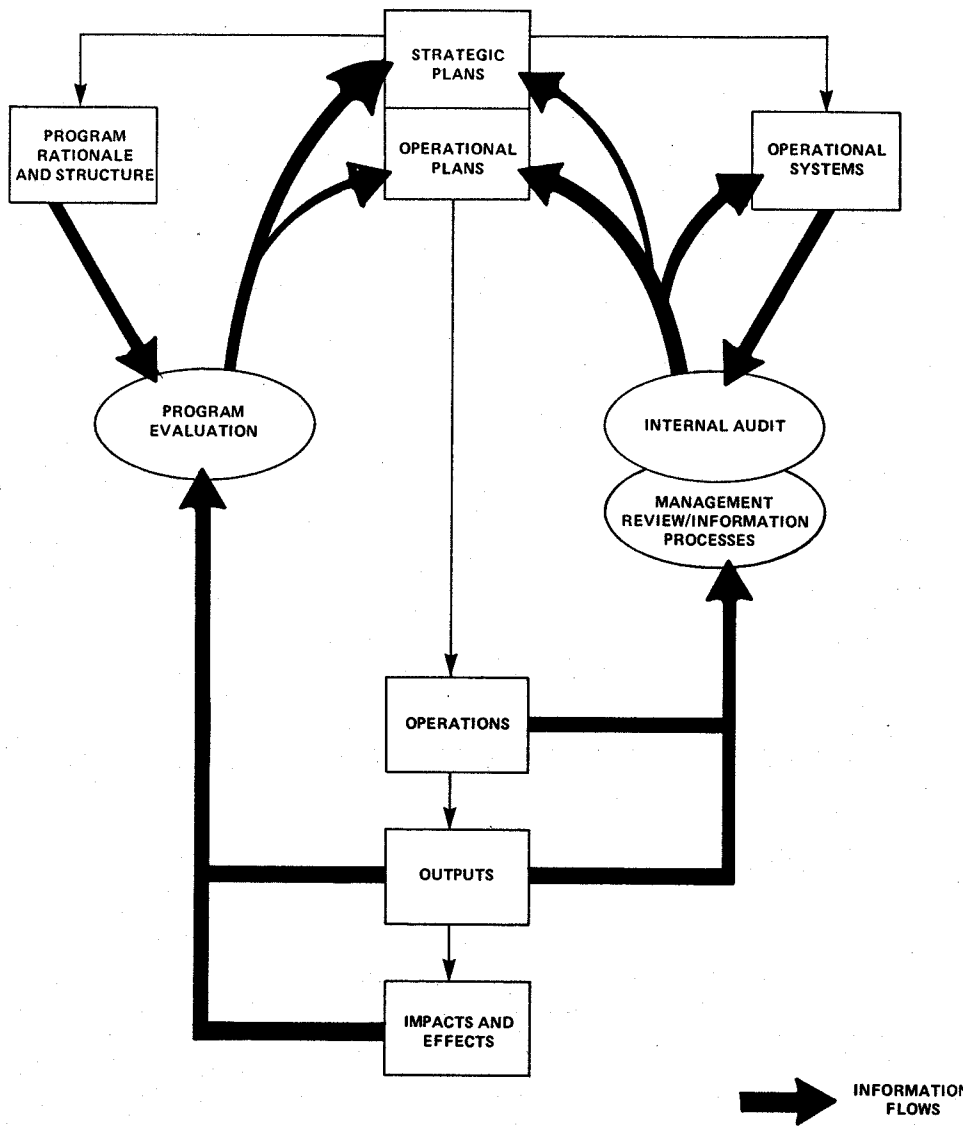 STRATEGIC
PLANS
PROGRAM
RATIONALE
AND STRUCTURE
OPERATIONAL
PLANS
OPERATIONAL
SYSTEMS
PROGRAM
EVALUATION
INTERNAL AUDIT
MANAGEMENT
REVIEW/INFORMATION
PROCESSES
OPERATIONS
OUTPUTS
IMPACTS AND
EFFECTS
INFORMATION
FLOWS